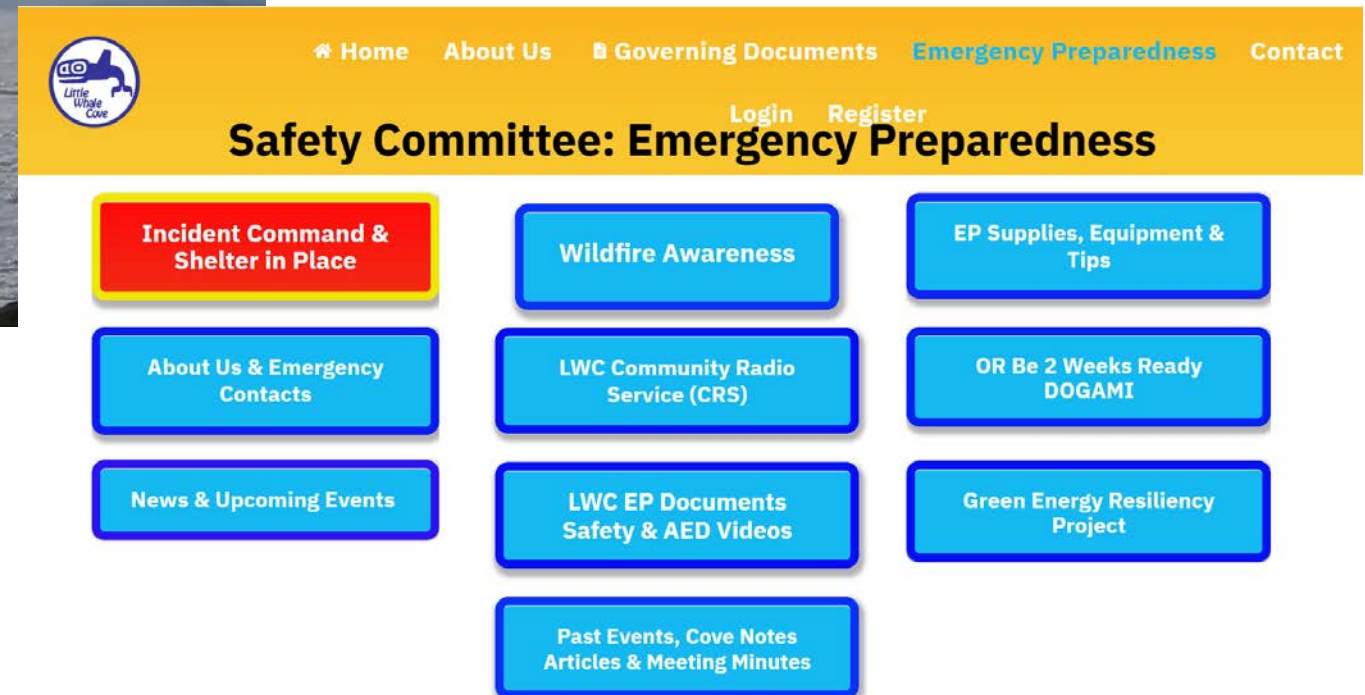 Little
Whale
Cove
Home About Us Governing Documents Emergency Preparedness Contact
Login Register
Safety Committee: Emergency Preparedness
Incident Command &
Shelter in Place
Wildfire Awareness
EP Supplies, Equipment &
Tips
About Us & Emergency
Contacts
LWC Community Radio
Service (CRS)
OR Be 2 Weeks Ready
DOGAMI
News & Upcoming Events
LWC EP Documents
Safety & AED Videos
Green Energy Resiliency
Project
Past Events, Cove Notes
Articles & Meeting Minutes